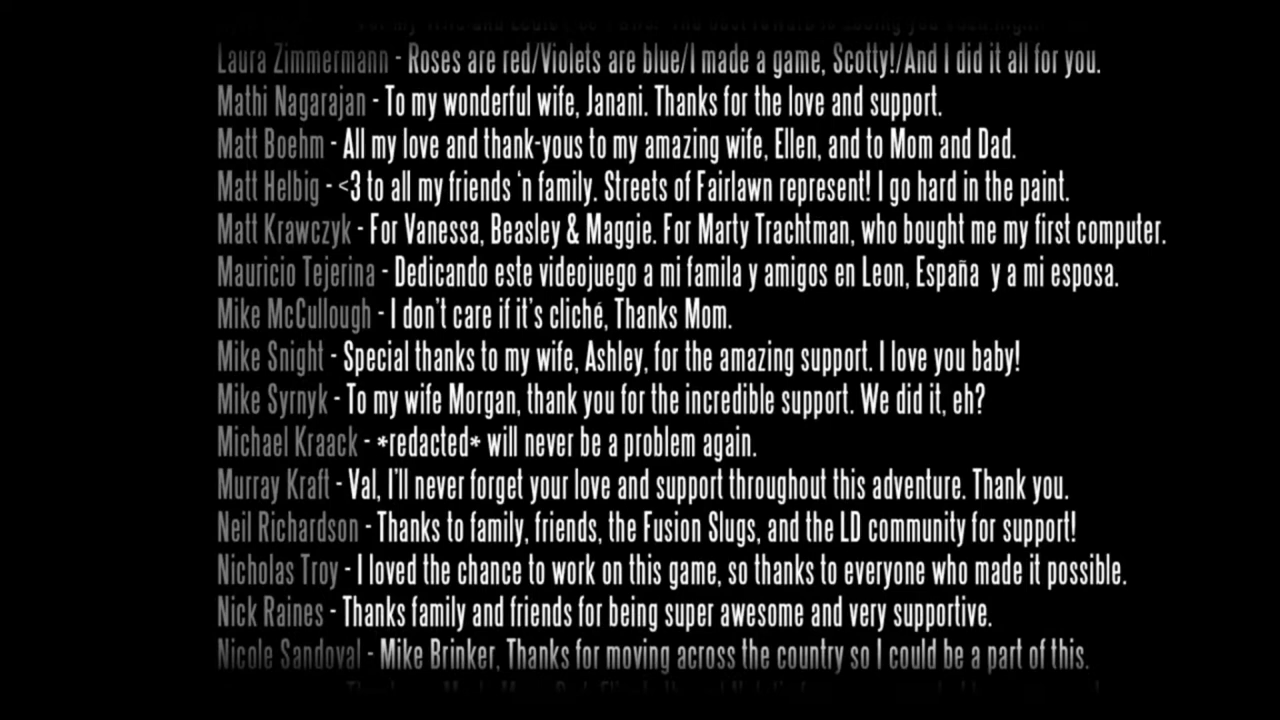 Laura Zimmermann - Roses are red/Violets are blue/I made a game, Scotty!/And I did it all for you.
Mathi Nagarajan - To my wonderful wife, Janani. Thanks for the love and support.
Matt Boehm - All my love and thank-yous to my amazing wife, Ellen, and to Mom and Dad.
Matt Helbig - <3 to all my friends ‘n family. Streets of Fairlawn represent! I go hard in the paint.
Matt Krawczyk - For Vanessa, Beasley & Maggie. For Marty Trachtman, who bought me my first computer.
Mauricio Tejerina - Dedicando este videojuego a mi famila y amigos en Leon, España y a mi esposa.
Mike McCullough - I don’t care if it’s cliché, Thanks Mom.
Mike Snight - Special thanks to my wife, Ashley, for the amazing support. I love you baby!
Mike Syrnyk - To my wife Morgan, thank you for the incredible support. We did it, eh?
Michael Kraack - *redacted* will never be a problem again.
Murray Kraft - Val, I’ll never forget your love and support throughout this adventure. Thank you.
Neil Richardson - Thanks to family, friends, the Fusion Slugs, and the LD community for support!
Nicholas Troy - I loved the chance to work on this game, so thanks to everyone who made it possible.
Nick Raines - Thanks family and friends for being super awesome and very supportive.
Nicole Sandoval - Mike Brinker, Thanks for moving across the country so I could be a part of this.